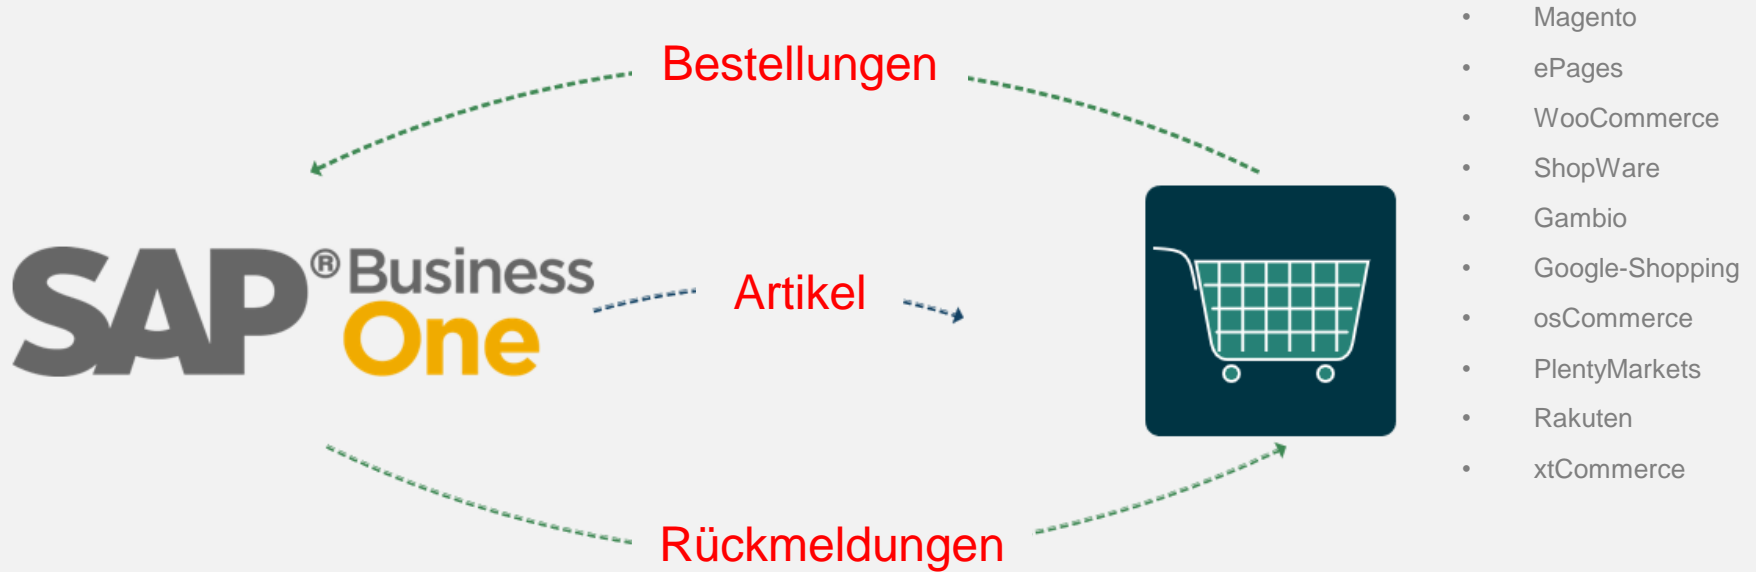 Bestellungen
SAP® Business
One
Artikel
Rückmeldungen
• Magento
• ePages
• WooCommerce
• ShopWare
• Gambio
• Google-Shopping
• osCommerce
• PlentyMarkets
• Rakuten
• xtCommerce